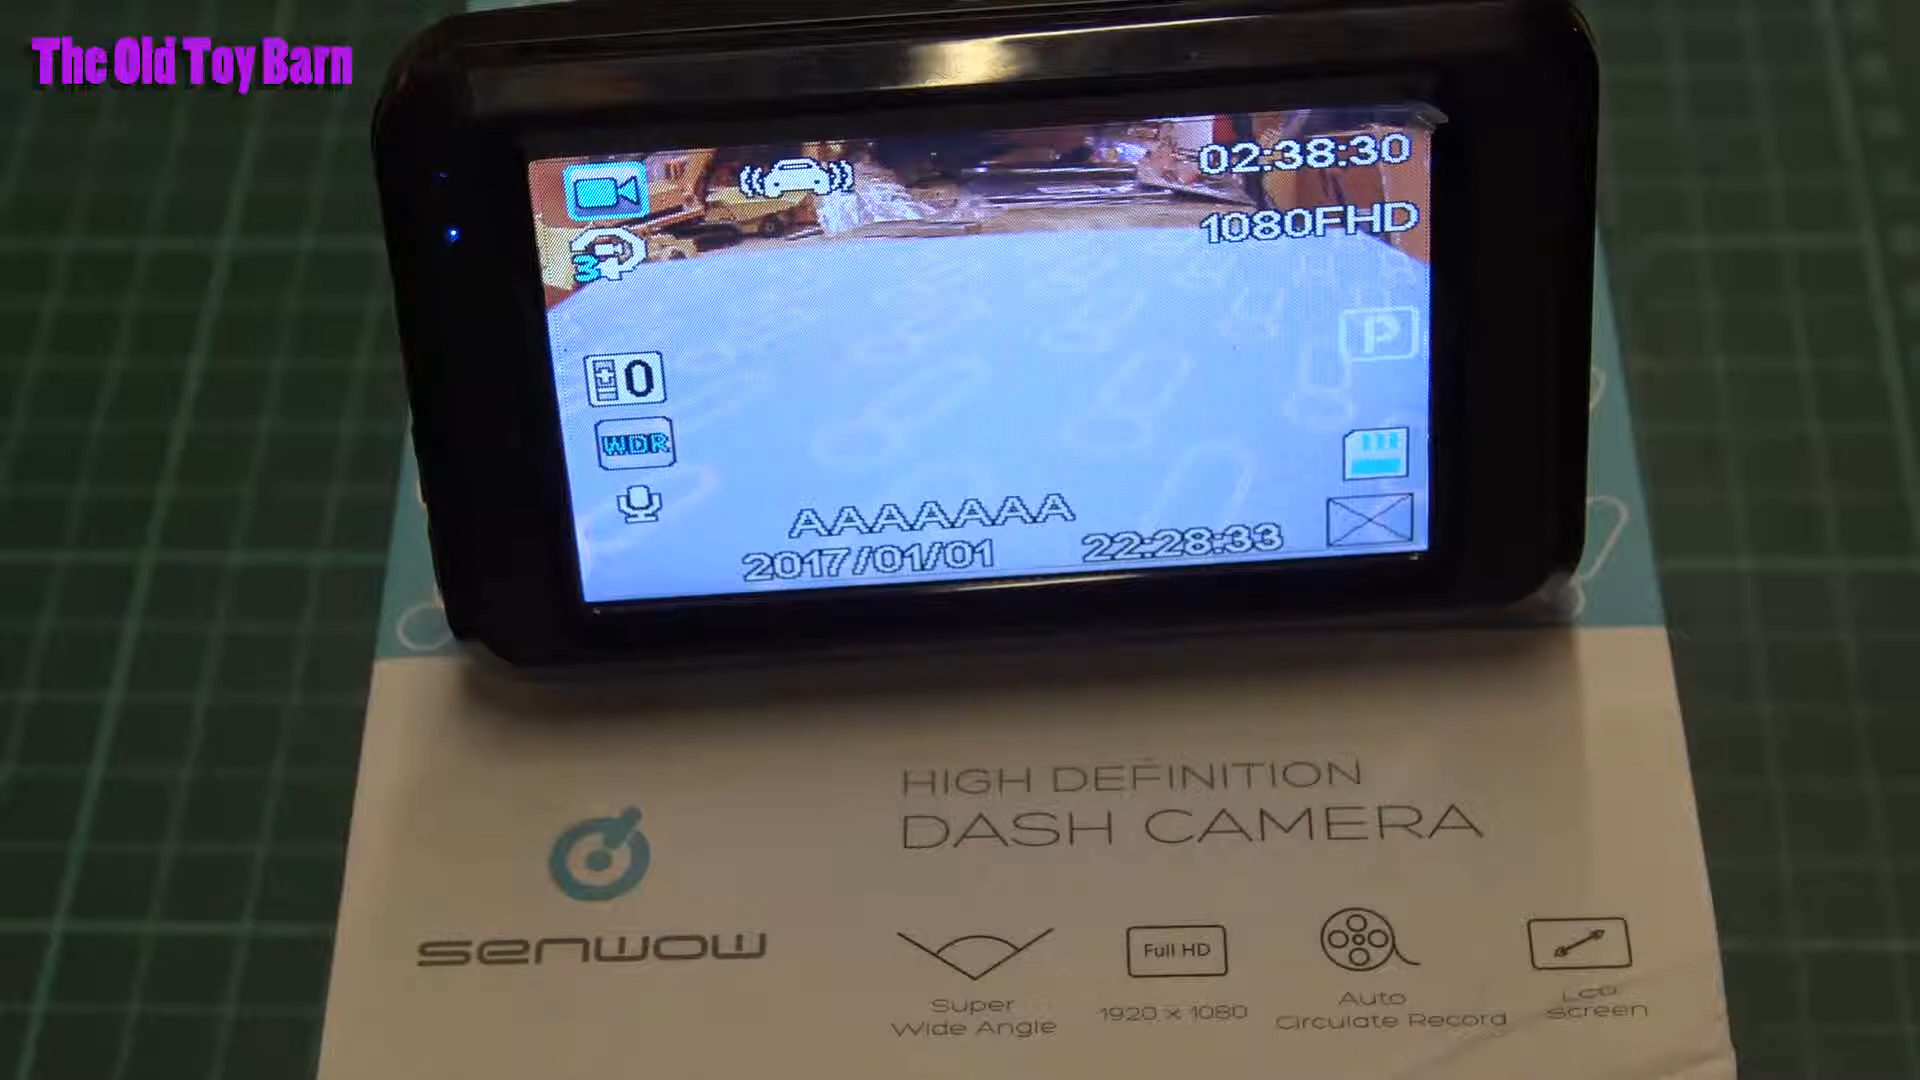 The Old Toy Barn
02:38:30
1080FHD
3
P
0
WDR
AAAAAAA
2017/01/01 22:28:33
HIGH DEFINITION
DASH CAMERA
senwow
Full HD
Super
Wide Angle
1920 x 1080
Auto
Circulate Record
LCD
Screen